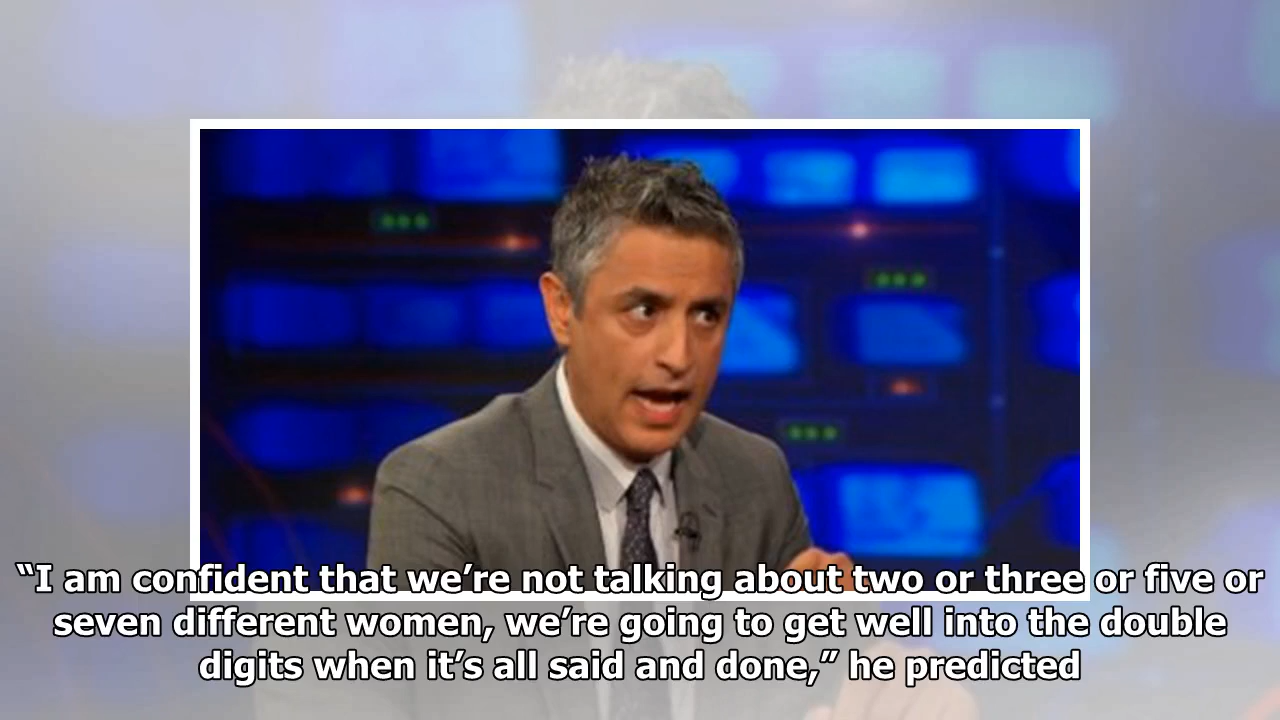 “I am confident that we’re not talking about two or three or five or
seven different women, we’re going to get well into the double
digits when it’s all said and done,” he predicted